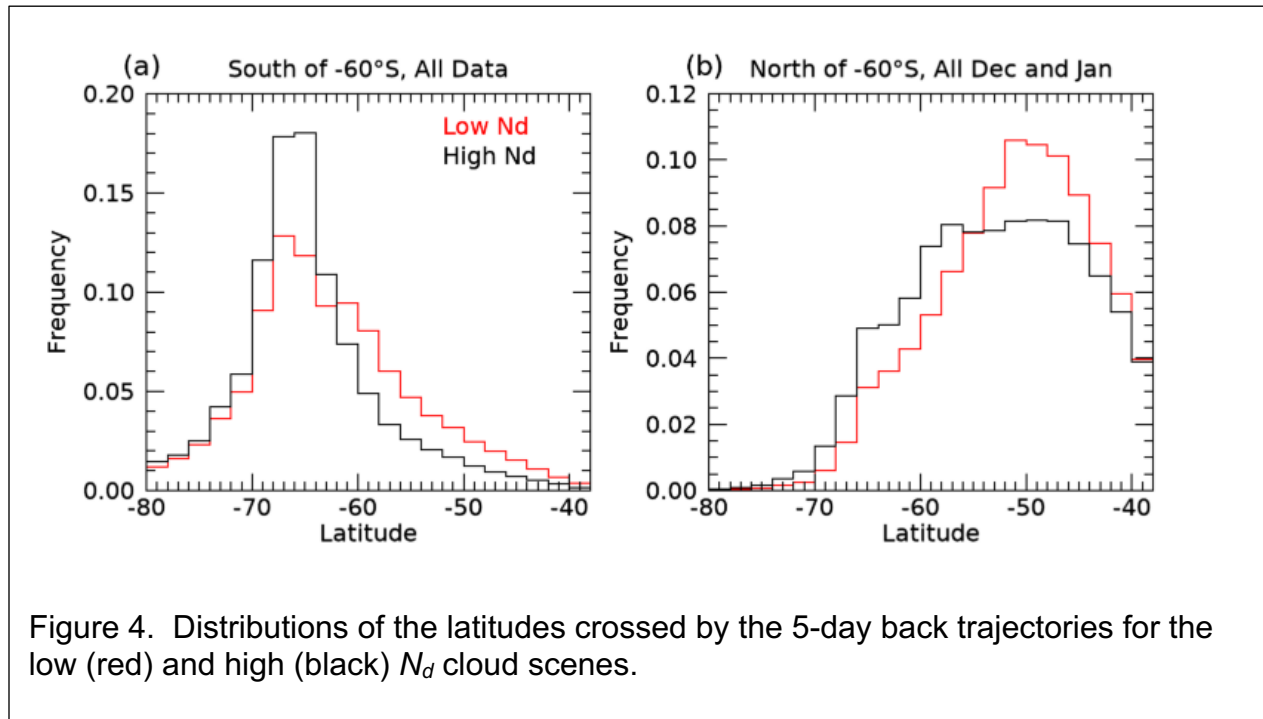 (a) South of -60°S, All Data
(b) North of -60°S, All Dec and Jan
0.20
0.15
0.10
0.05
0.00
Frequency
Low Nd
High Nd
-80 -70 -60 -50 -40
Latitude
0.12
0.10
0.08
0.06
0.04
0.02
0.00
Frequency
-80 -70 -60 -50 -40
Latitude
Figure 4. Distributions of the latitudes crossed by the 5-day back trajectories for the
low (red) and high (black) Nd cloud scenes.